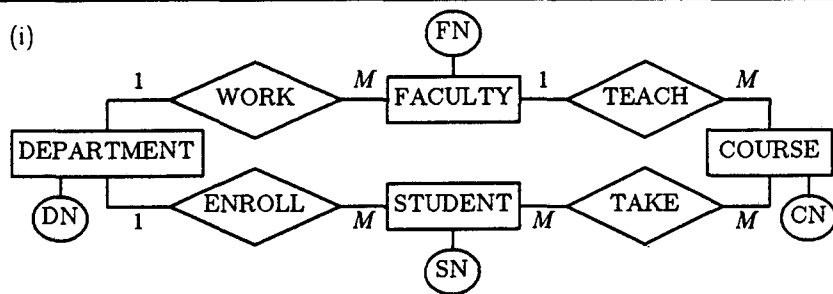 (i)
FN
1 WORK M FACULTY 1 TEACH M
DEPARTMENT COURSE
DN 1 ENROLL M STUDENT M TAKE M CN
SN